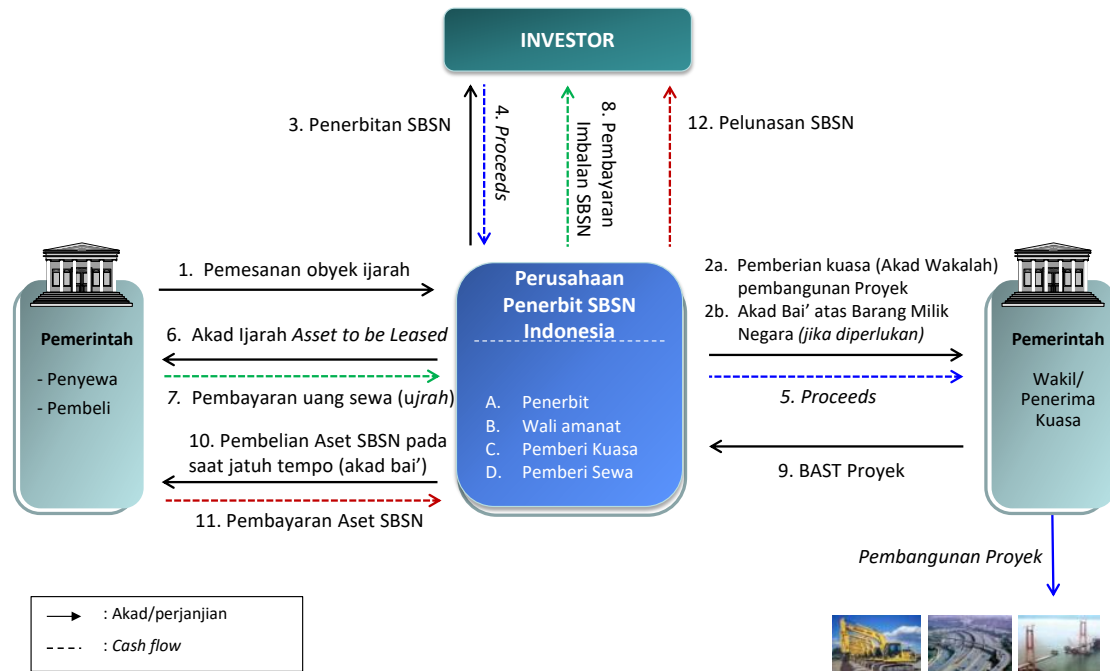 INVESTOR
3. Penerbitan SBSN
4. Proceeds
8. Pembayaran
Imbalan SBSN
12. Pelunasan SBSN
Pemerintah
- Penyewa
- Pembeli
1. Pemesanan obyek ijarah
6. Akad Ijarah Asset to be Leased
7. Pembayaran uang sewa (ujrah)
10. Pembelian Aset SBSN pada
saat jatuh tempo (akad bai')
11. Pembayaran Aset SBSN
Perusahaan
Penerbit SBSN
Indonesia
A. Penerbit
B. Wali amanat
C. Pemberi Kuasa
D. Pemberi Sewa
2a. Pemberian kuasa (Akad Wakalah)
pembangunan Proyek
2b. Akad Bai’ atas Barang Milik
Negara (jika diperlukan)
5. Proceeds
9. BAST Proyek
Pemerintah
Wakil/
Penerima
Kuasa
Pembangunan Proyek
: Akad/perjanjian
: Cash flow